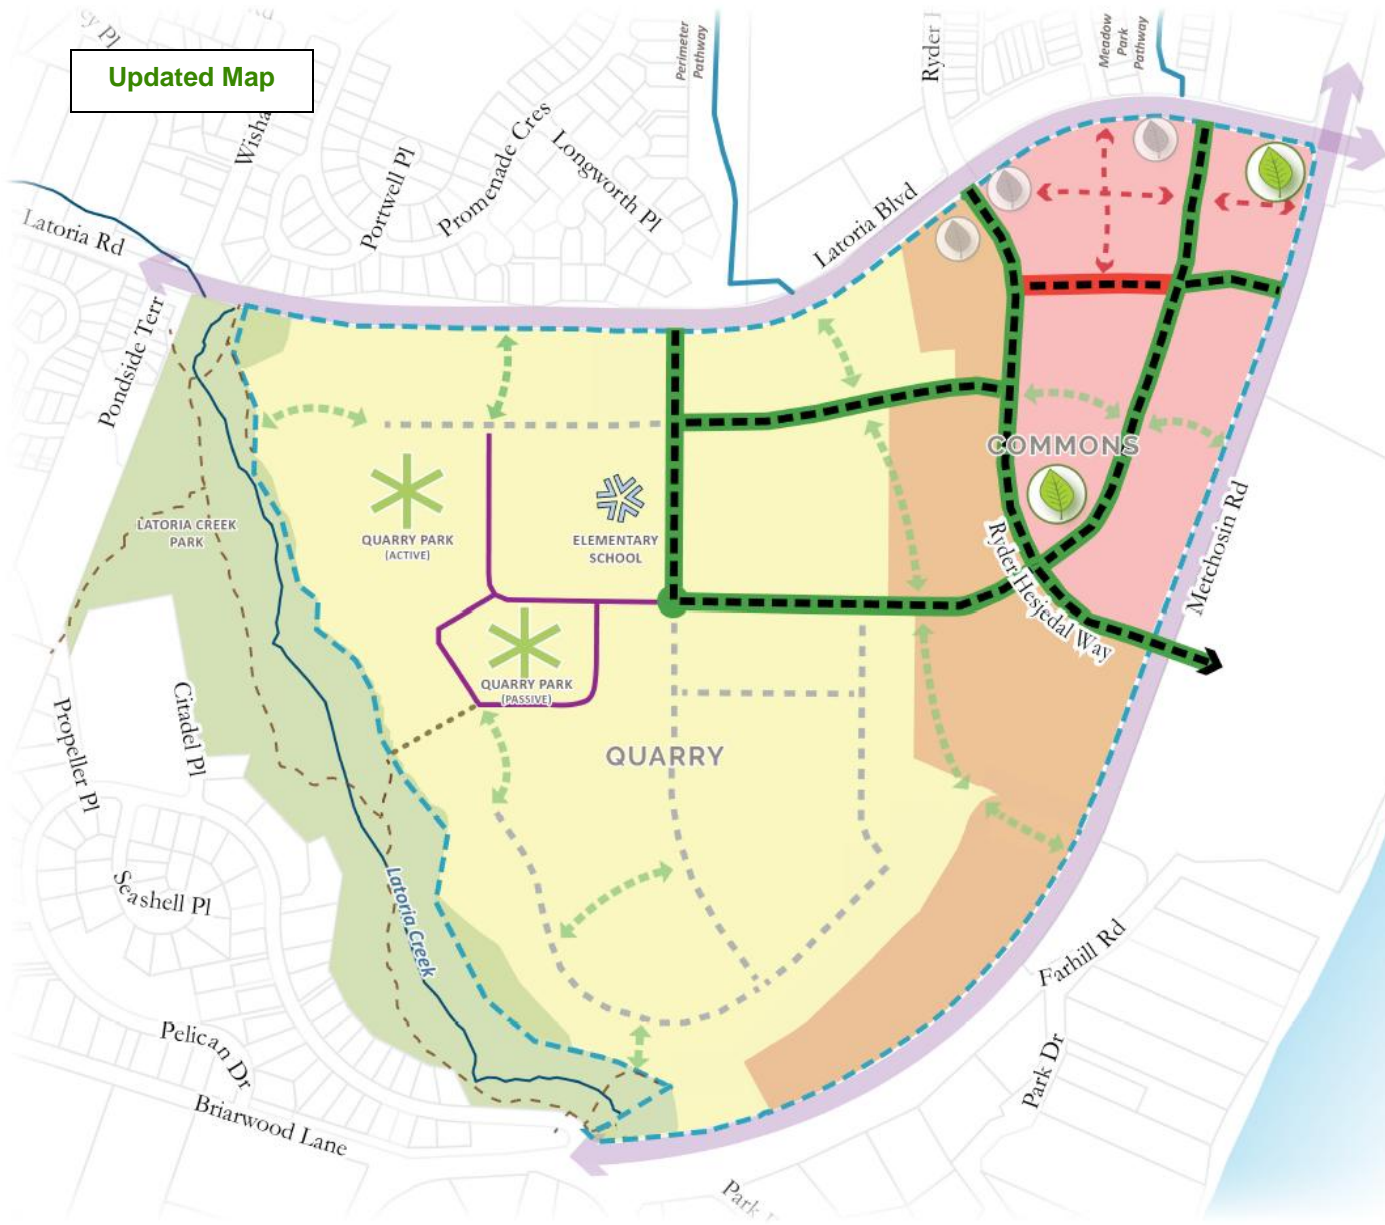 Updated Map
Perimeter
Pathway
Ryder
Meadow
Park
Pathway
Promenade Cres
Longworth Pl
Portwell Pl
Latoria Blvd
Latoria Rd
Pondside Terr
COMMONS
LATORIA CREEK
PARK
QUARRY PARK
(ACTIVE)
ELEMENTARY
SCHOOL
Metchosin Rd
Ryder Hesjedal Way
QUARRY PARK
(PASSIVE)
Propeller Pl
Citadel Pl
QUARRY
Seashell Pl
Latoria Creek
Farhill Rd
Pelican Dr
Park Dr
Briarwood Lane
Park